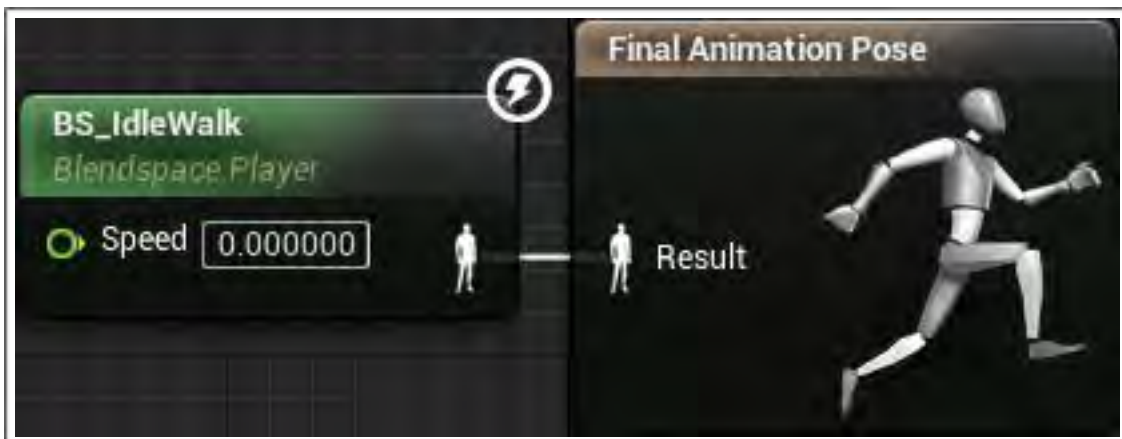 BS_IdleWalk
Blendspace Player
Speed 0.000000
Final Animation Pose
Result